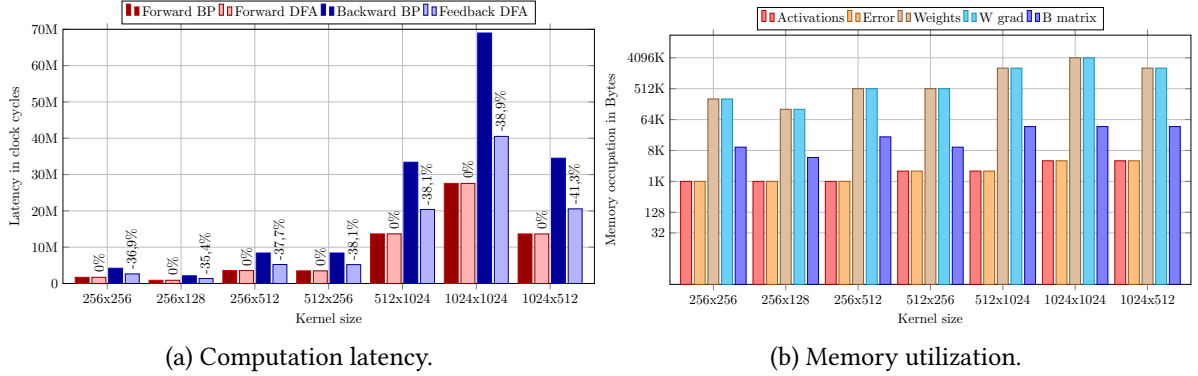 Forward BP Forward DFA Backward BP Feedback DFA
70M
60M
50M
40M
30M
20M
10M
0
Latency in clock cycles
0%
-36,9%
0%
-35,4%
0%
-37,7%
0%
-38,1%
0%
-38,1%
0%
-38,9%
0%
-41,3%
256x256 256x128 256x512 512x256 512x1024 1024x1024 1024x512
Kernel size
(a) Computation latency.
Activations Error Weights W grad B matrix
4096K
512K
64K
8K
1K
128
32
Memory occupation in Bytes
256x256 256x128 256x512 512x256 512x1024 1024x1024 1024x512
Kernel size
(b) Memory utilization.